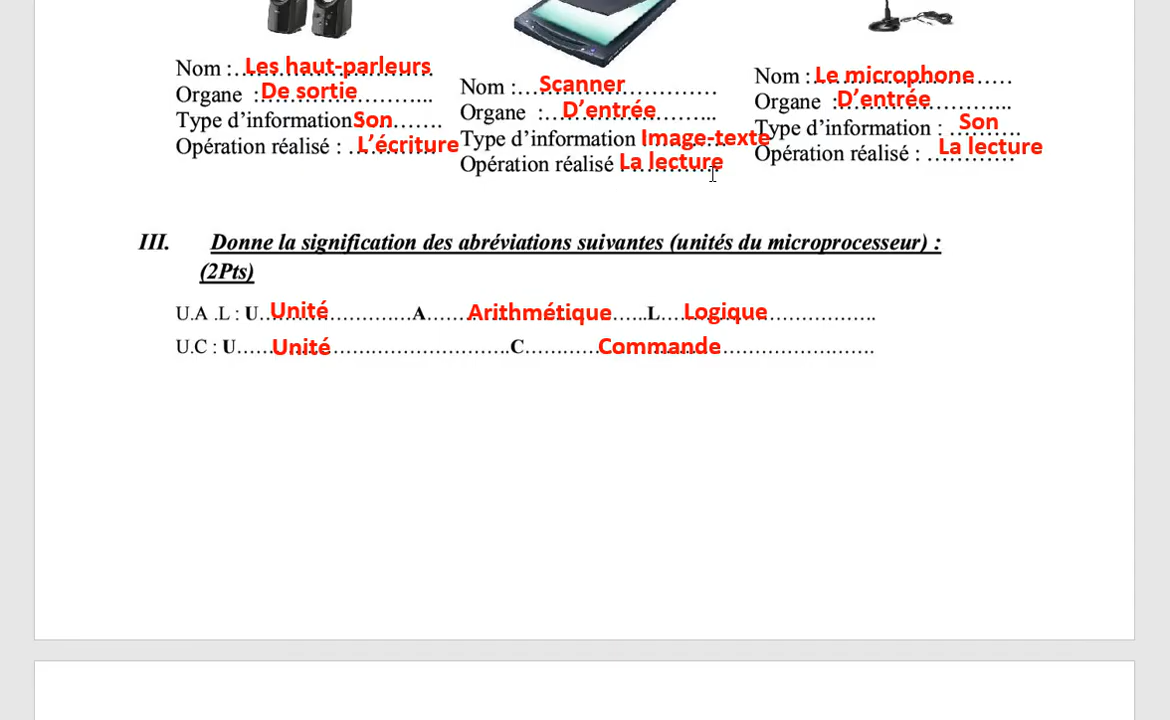 Nom :…Les haut-parleurs…
Organe :De sortie………..
Type d'information Son…….
Opération réalisé : …L'écriture
Nom :…Scanner……………
Organe :…D'entrée………..
Type d'information Image-texte
Opération réalisé La lecture
Nom :Le microphone……
Organe :D'entrée…………...
Type d'information : …Son….
Opération réalisé : …La lecture
III. Donne la signification des abréviations suivantes (unités du microprocesseur) :
(2Pts)
U.A .L : U..Unité……………A……Arithmétique……L….Logique……………….
U.C : U……Unité…………………………….C…………Commande…………………….